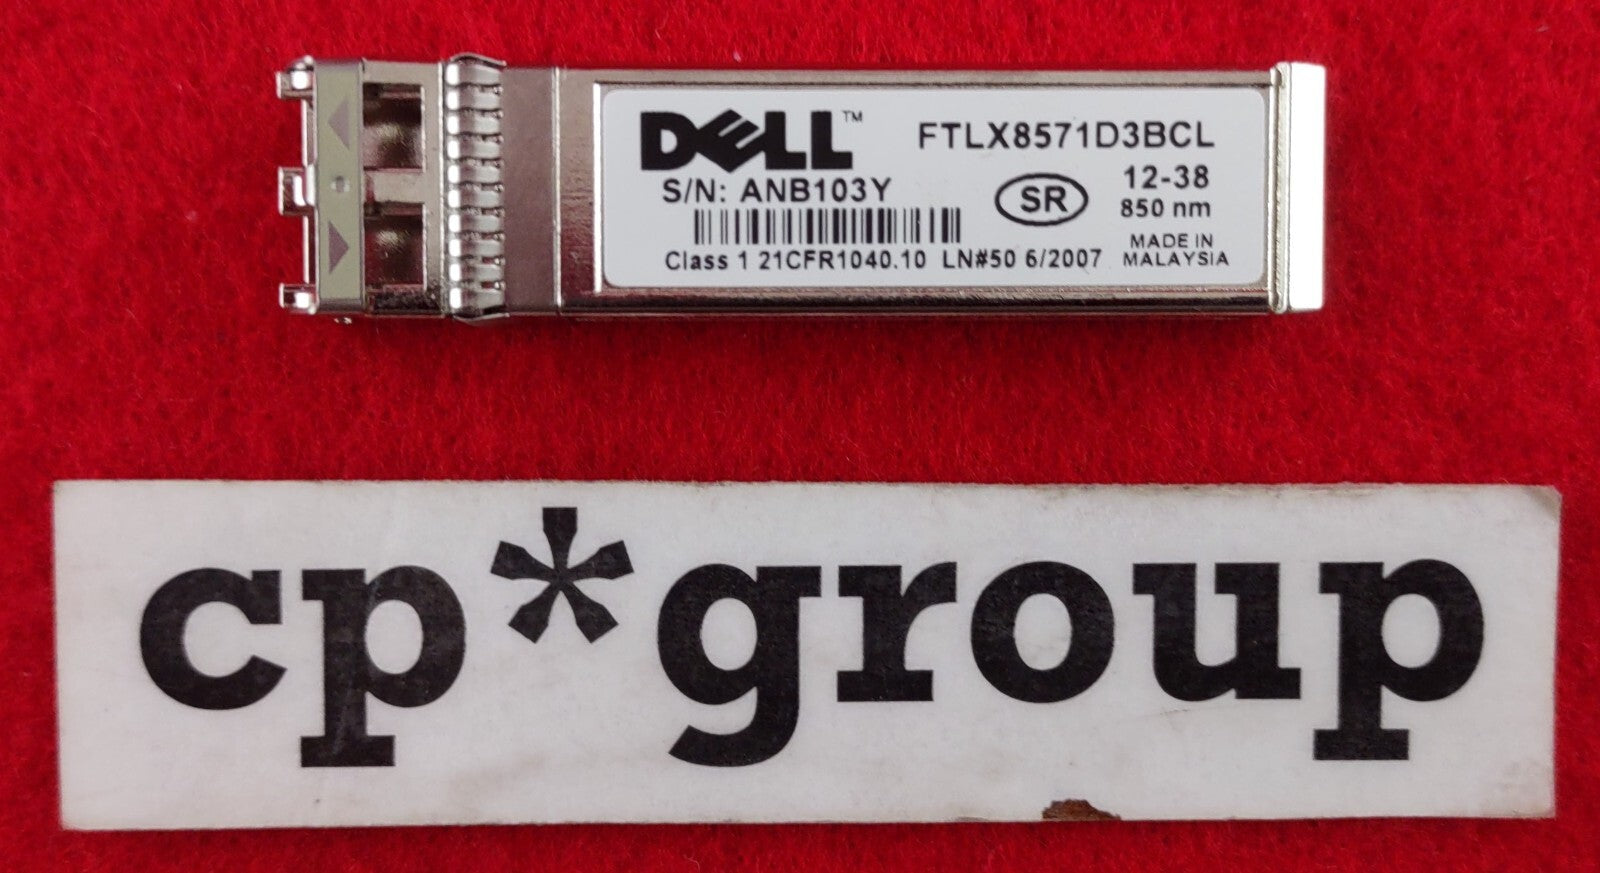 DELL™ FTLX8571D3BCL
S/N: ANB103Y SR 12-38
850 nm
MADE IN
Class 1 21CFR1040.10 LN#50 6/2007 MALAYSIA
cp*group